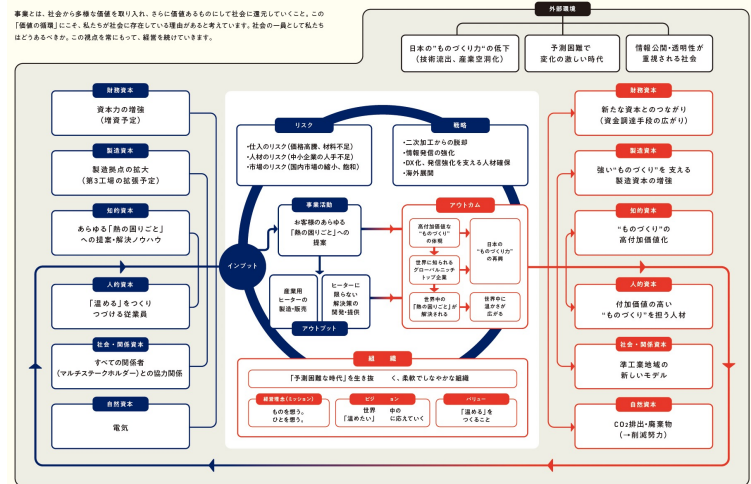 事業とは、社会から多様な価値を取り入れ、さらに価値あるものにして社会に還元していくこと。この
「価値の循環」にこそ、私たちが社会に存在している理由があると考えています。社会の一員として私たち
はどうあるべきか。この視点を常にもって、経営を続けていきます。
外部環境
日本の"ものづくり力"の低下
(技術流出、産業空洞化)
予測困難で
変化の激しい時代
情報公開・透明性が
重視される社会
財務資本
資本力の増強
(増資予定)
製造資本
製造拠点の拡大
(第3工場の拡張予定)
知的資本
あらゆる「熱の困りごと」
への提案・解決ノウハウ
人的資本
「温める」をつくり
つづける従業員
社会・関係資本
すべての関係者
(マルチステークホルダー)との協力関係
自然資本
電気
インプット
リスク
・仕入のリスク(価格高騰、材料不足)
・人材のリスク(中小企業の人手不足)
・市場のリスク(国内市場の縮小、飽和)
戦略
・二次加工からの脱却
・情報発信の強化
・DX化、発信強化を支える人材確保
・海外展開
事業活動
お客様のあらゆる
「熱の困りごと」への
提案
産業用
ヒーターの
製造・販売
ヒーターに
限らない
解決策の
開発・提供
アウトプット
アウトカム
高付加価値な
"ものづくり"
の依頼
世界に知られる
グローバルニッチ
トップ企業
世界中の
「熱の困りごと」が
解決される
日本の
"ものづくり力"
の再興
世界中に
温かさが
広がる
組織
「予測困難な時代」を生き抜 く、柔軟でしなやかな組織
経営理念(ミッション)
ものを想う。
ひとを想う。
ビジ ョン
世界 中の
「温めたい」 に応えていく
バリュー
「温める」を
つくること
財務資本
新たな資本とのつながり
(資金調達手段の広がり)
製造資本
強い"ものづくり"を 支える
製造資本の増強
知的資本
"ものづくり"の
高付加価値化
人的資本
付加価値の高い
"ものづくり"を担う人材
社会・関係資本
準工業地域の
新しいモデル
自然資本
CO₂排出・廃棄物
(→削減努力)